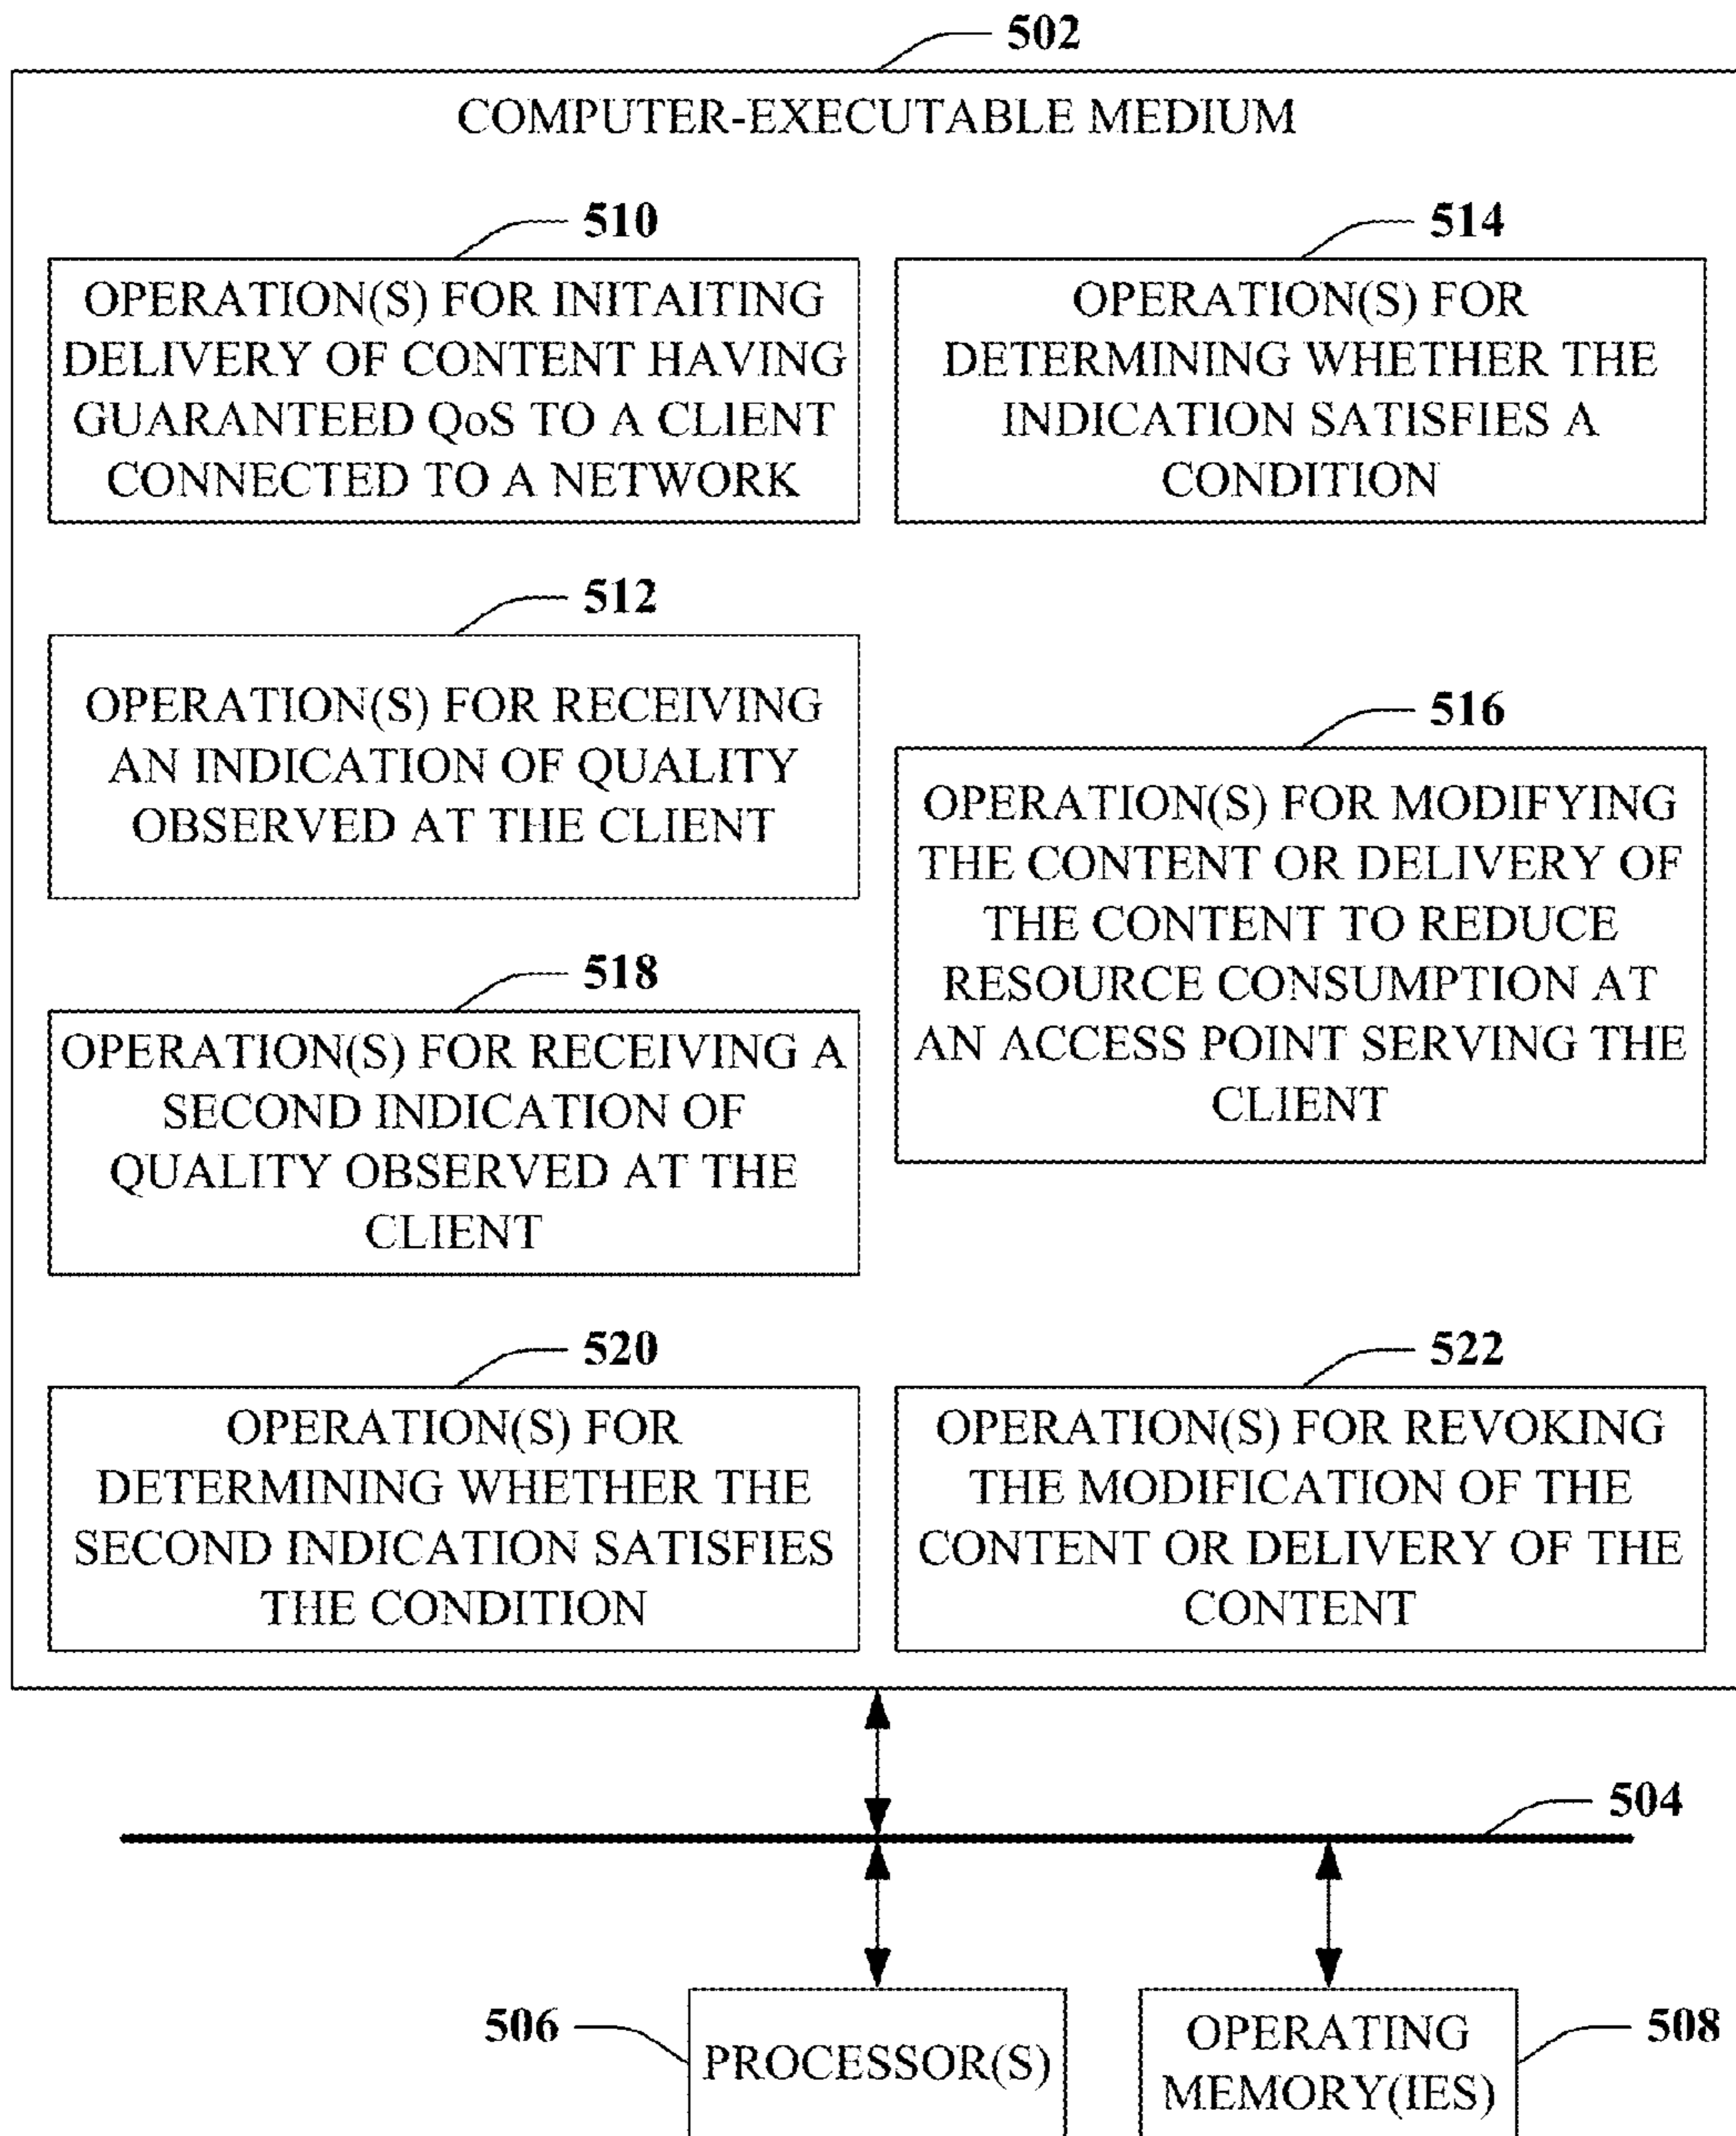 502
COMPUTER-EXECUTABLE MEDIUM
510
OPERATION(S) FOR INITAITING
DELIVERY OF CONTENT HAVING
GUARANTEED QoS TO A CLIENT
CONNECTED TO A NETWORK
514
OPERATION(S) FOR
DETERMINING WHETHER THE
INDICATION SATISFIES A
CONDITION
512
OPERATION(S) FOR RECEIVING
AN INDICATION OF QUALITY
OBSERVED AT THE CLIENT
516
OPERATION(S) FOR MODIFYING
THE CONTENT OR DELIVERY OF
THE CONTENT TO REDUCE
RESOURCE CONSUMPTION AT
AN ACCESS POINT SERVING THE
CLIENT
518
OPERATION(S) FOR RECEIVING A
SECOND INDICATION OF
QUALITY OBSERVED AT THE
CLIENT
520
OPERATION(S) FOR
DETERMINING WHETHER THE
SECOND INDICATION SATISFIES
THE CONDITION
522
OPERATION(S) FOR REVOKING
THE MODIFICATION OF THE
CONTENT OR DELIVERY OF THE
CONTENT
504
506
PROCESSOR(S)
OPERATING
MEMORY(IES)
508